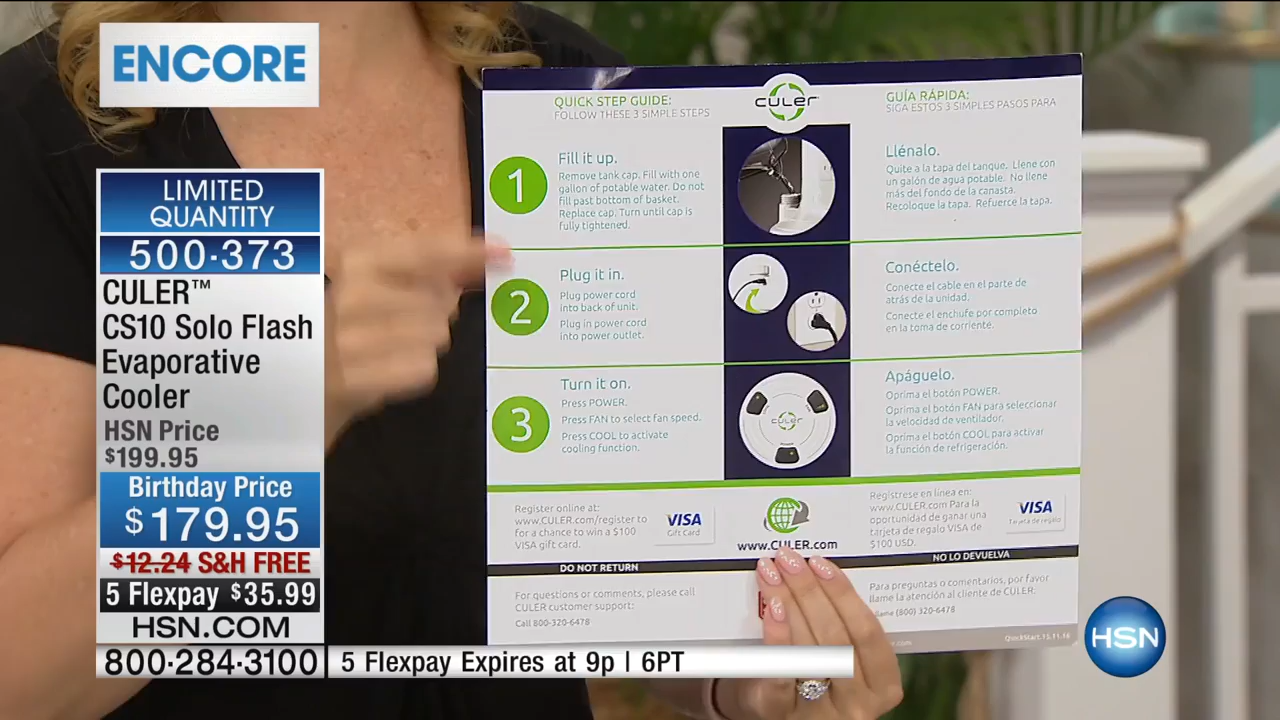 ENCORE
LIMITED
QUANTITY
500-373
CULER™
CS10 Solo Flash
Evaporative
Cooler
HSN Price
$199.95
Birthday Price
$179.95
$12.24 S&H FREE
5 Flexpay $35.99
HSN.COM
800-284-3100
5 Flexpay Expires at 9p | 6PT
HSN
QUICK STEP GUIDE:
FOLLOW THESE 3 SIMPLE STEPS
culer
GUÍA RÁPIDA:
SIGA ESTOS 3 SIMPLES PASOS PARA
1
Fill it up.
Remove tank cap. Fill with one
gallon of potable water. Do not
fill past bottom of basket.
Replace cap. Turn until cap is
fully tightened.
Llénalo.
Quite a la tapa del tanque. Llene con
un galón de agua potable. No llene
más del fondo de la canasta.
Recoloque la tapa. Refuerce la tapa.
2
Plug it in.
Plug power cord
into back of unit.
Plug in power cord
into power outlet.
Conéctelo.
Conecte el cable en el parte de
atrás de la unidad.
Conecte el enchufe por completo
en la toma de corriente.
3
Turn it on.
Press POWER.
Press FAN to select fan speed.
Press COOL to activate
cooling function.
culer
Apáguelo.
Oprima el botón POWER.
Oprima el botón FAN para seleccionar
la velocidad de ventilador.
Oprima el botón COOL para activar
la función de refrigeración.
Register online at:
www.CULER.com/register to
for a chance to win a $100
VISA gift card.
VISA
Gift Card
www.CULER.com
Regístrese en línea en:
www.CULER.com Para la
oportunidad de ganar una
tarjeta de regalo VISA de
$100 USD.
VISA
Tarjeta de regalo
DO NOT RETURN
NO LO DEVUELVA
For questions or comments, please call
CULER customer support:
Call 800-320-6478
Para preguntas o comentarios, por favor
llame la atención al cliente de CULER.
llame (800) 320-6478
.com
QuickStart.15.11.16